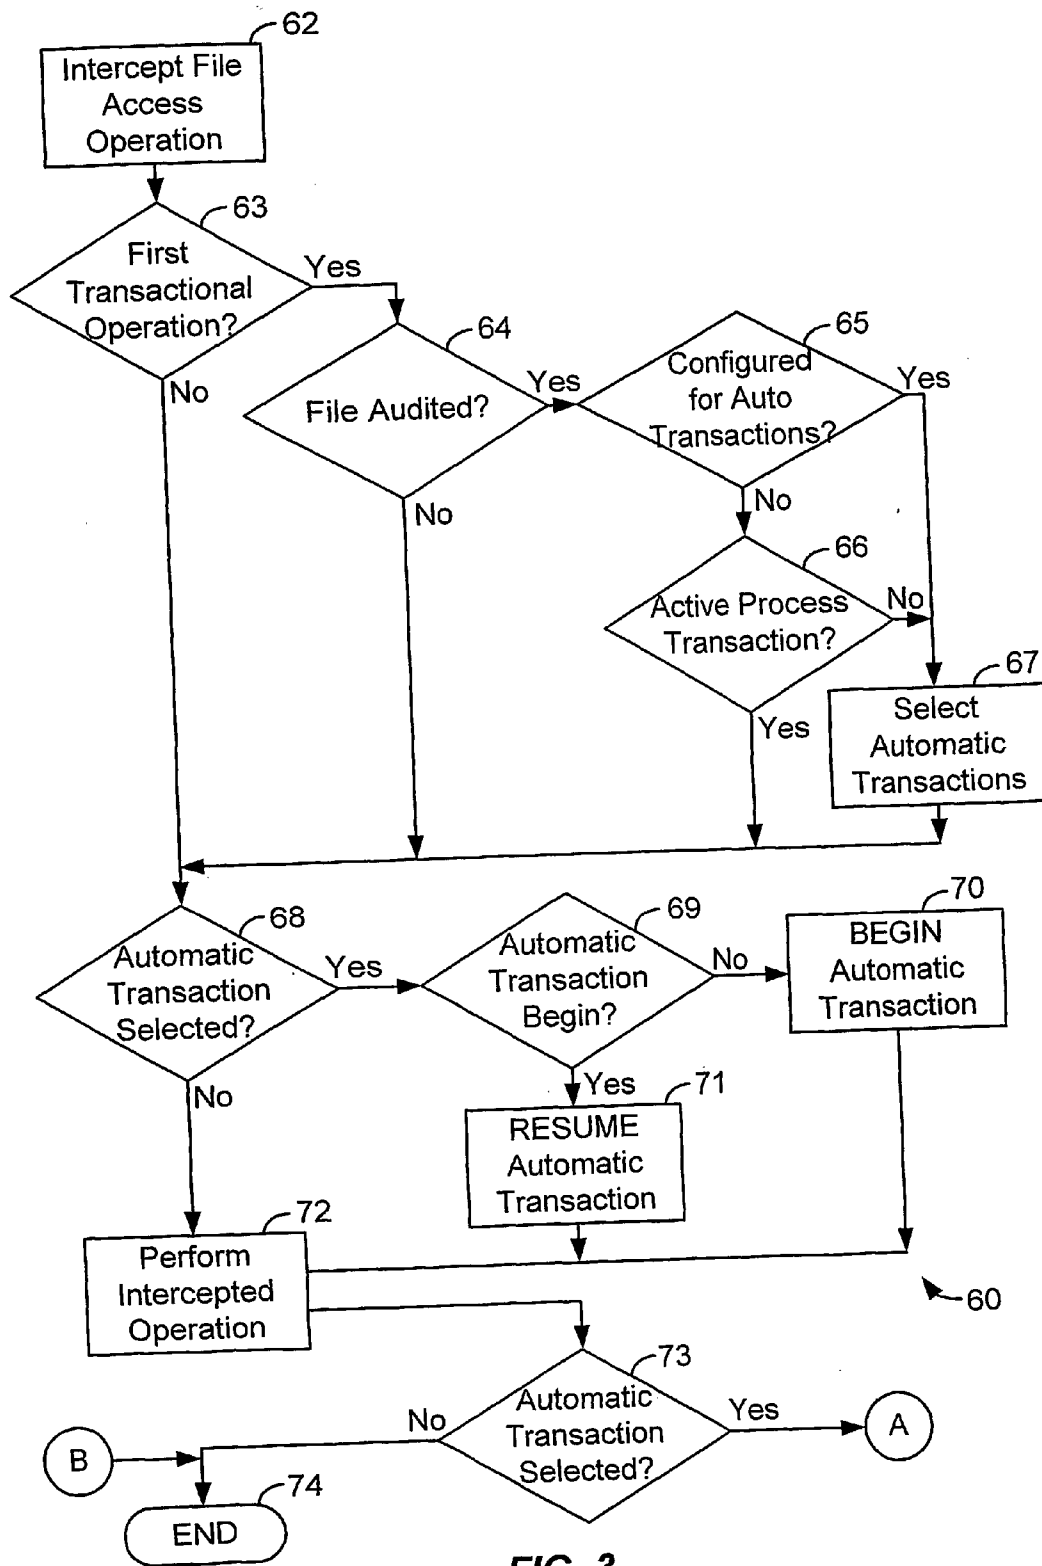 62
Intercept File
Access
Operation
63
First
Transactional
Operation?
Yes
No
64
File Audited?
Yes
No
65
Configured
for Auto
Transactions?
Yes
No
66
Active Process
Transaction?
No
Yes
67
Select
Automatic
Transactions
68
Automatic
Transaction
Selected?
Yes
No
69
Automatic
Transaction
Begin?
No
Yes
70
BEGIN
Automatic
Transaction
71
RESUME
Automatic
Transaction
72
Perform
Intercepted
Operation
60
73
Automatic
Transaction
Selected?
No
Yes
A
B
74
END